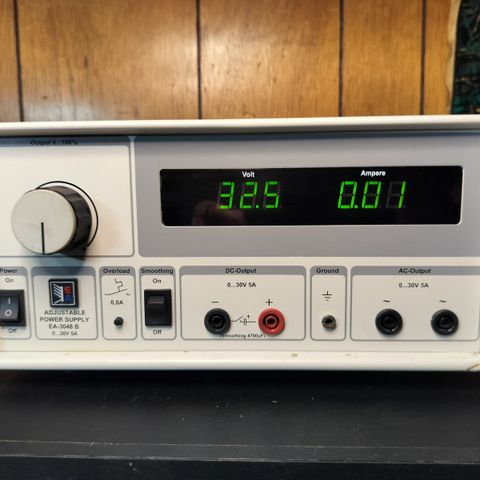 Output 0...100%
Volt
Ampere
32.5
0.01
Power
Overload
Smoothing
DC-Output
Ground
AC-Output
On
On
0...30V 5A
0...30V 5A
EA
0.8A
ADJUSTABLE
POWER SUPPLY
EA-3048 B
0...30V 5A
I
− +
~ ~
Off
Off
(Smoothing 4700uF)